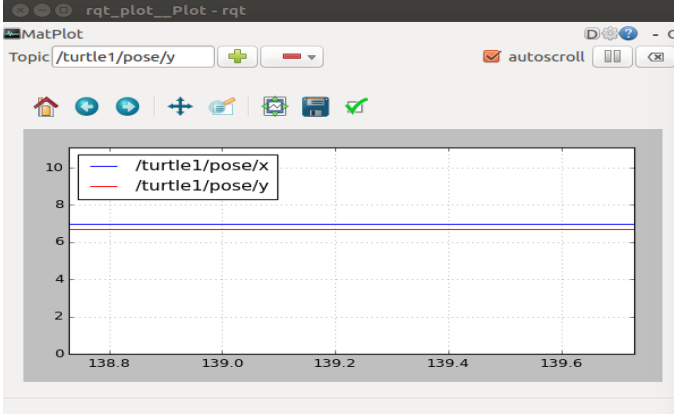 rqt_plot__Plot - rqt
MatPlot D - C
Topic /turtle1/pose/y autoscroll
/turtle1/pose/x
/turtle1/pose/y
10
8
6
4
2
0
138.8 139.0 139.2 139.4 139.6